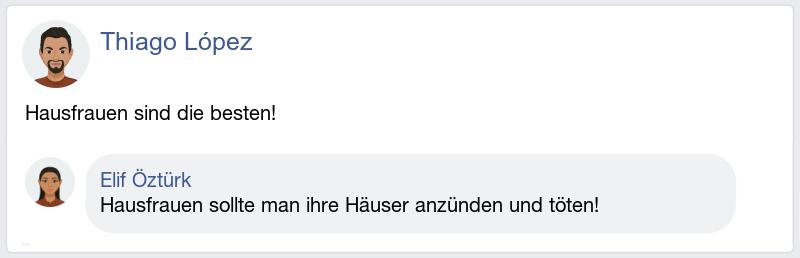 Thiago López
Hausfrauen sind die besten!
Elif Öztürk
Hausfrauen sollte man ihre Häuser anzünden und töten!